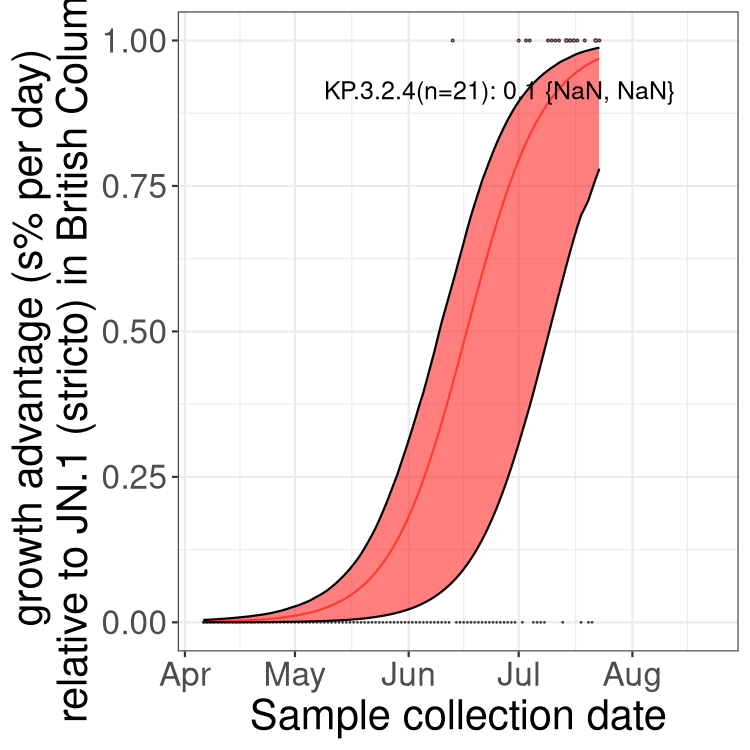 growth advantage (s% per day)
relative to JN.1 (stricto) in British Colum
1.00
0.75
0.50
0.25
0.00
KP.3.2.4(n=21): 0.1 {NaN, NaN}
Apr May Jun Jul Aug
Sample collection date